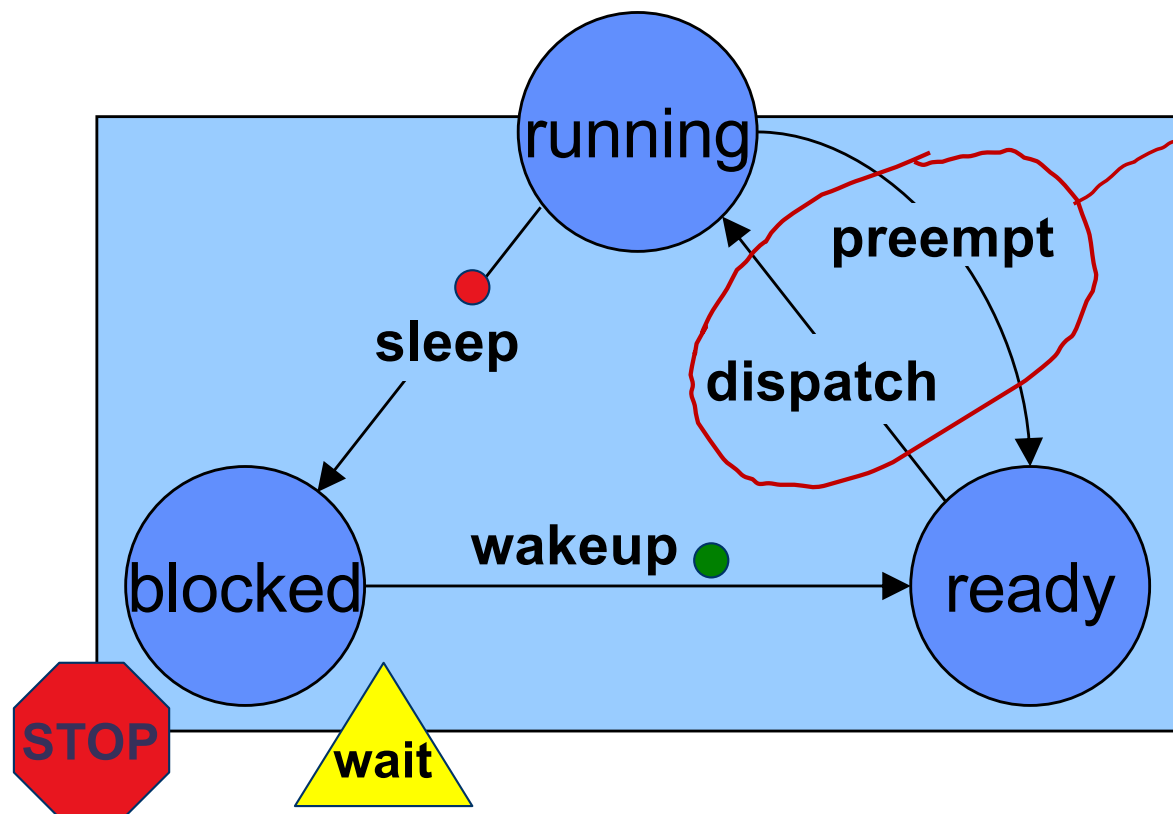 running
preempt
sleep
dispatch
wakeup
blocked
ready
STOP
wait